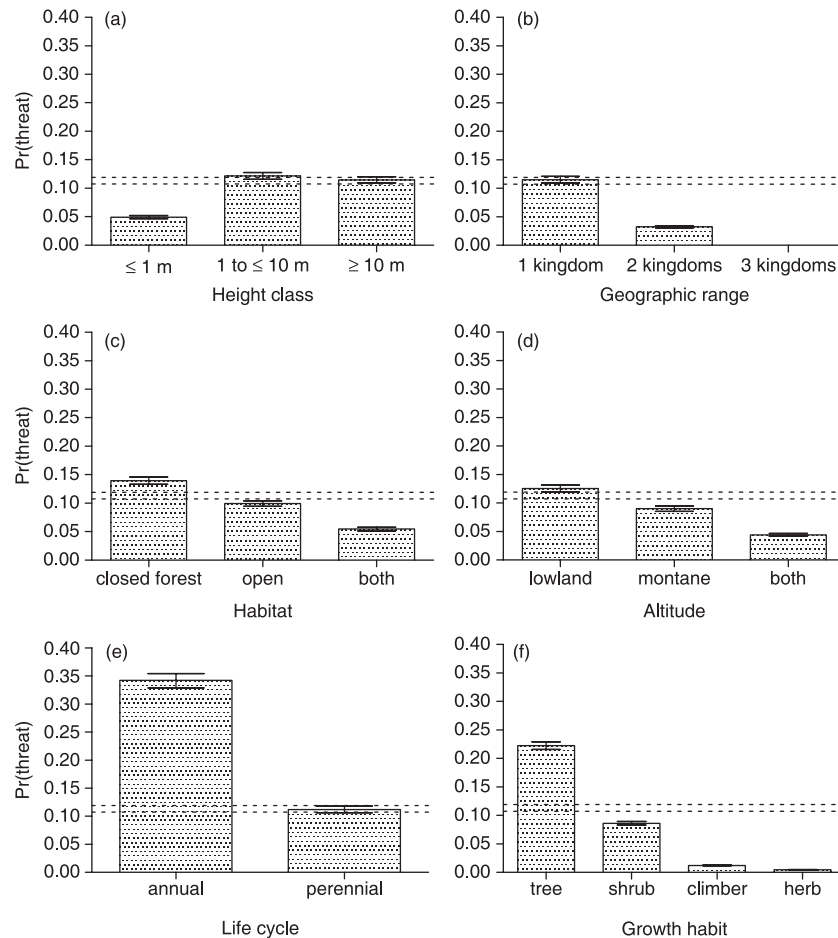 (a)
Pr(threat)
0.40
0.35
0.30
0.25
0.20
0.15
0.10
0.05
0.00
≤ 1 m 1 to ≤ 10 m ≥ 10 m
Height class
(b)
0.40
0.35
0.30
0.25
0.20
0.15
0.10
0.05
0.00
1 kingdom 2 kingdoms 3 kingdoms
Geographic range
(c)
Pr(threat)
0.40
0.35
0.30
0.25
0.20
0.15
0.10
0.05
0.00
closed forest open both
Habitat
(d)
0.40
0.35
0.30
0.25
0.20
0.15
0.10
0.05
0.00
lowland montane both
Altitude
(e)
Pr(threat)
0.40
0.35
0.30
0.25
0.20
0.15
0.10
0.05
0.00
annual perennial
Life cycle
(f)
0.40
0.35
0.30
0.25
0.20
0.15
0.10
0.05
0.00
tree shrub climber herb
Growth habit